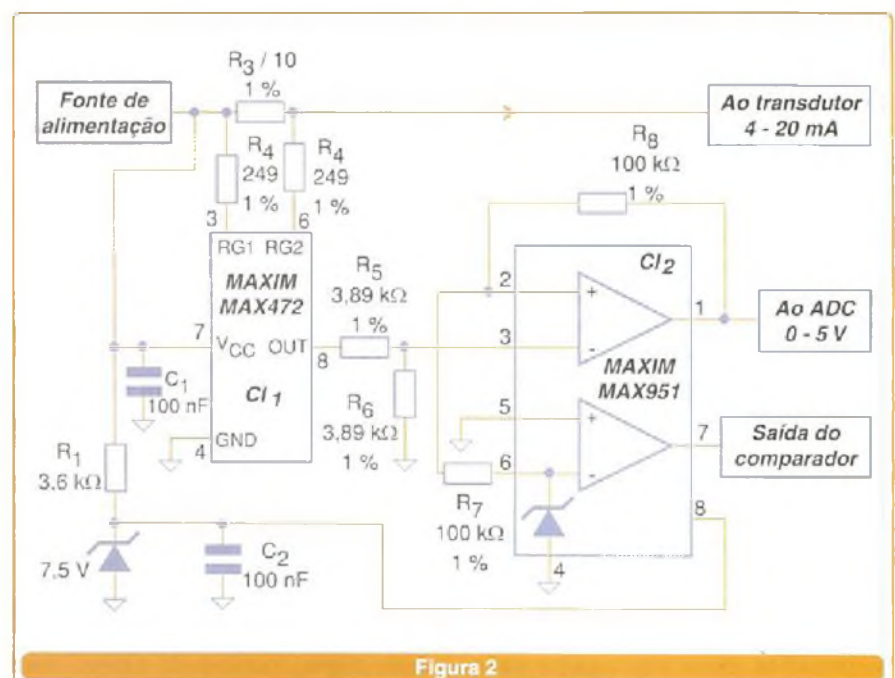 R3 / 10
1 %
Fonte de
alimentação
Ao transdutor
4 - 20 mA
R4
249
1 %
R4
249
1 %
R8
100 kΩ
1 %
3
6
RG1 RG2
MAXIM
MAX472
R5
3,89 kΩ
1 %
CI2
2
+
1
Ao ADC
0 - 5 V
7
VCC OUT
8
3
-
MAXIM
MAX951
C1
100 nF
CI1
R6
3,89 kΩ
1 %
5
+
7
Saída do
comparador
GND
4
R1
3.6 kΩ
6
-
8
R7
100 kΩ
1 %
4
7,5 V
C2
100 nF
Figura 2